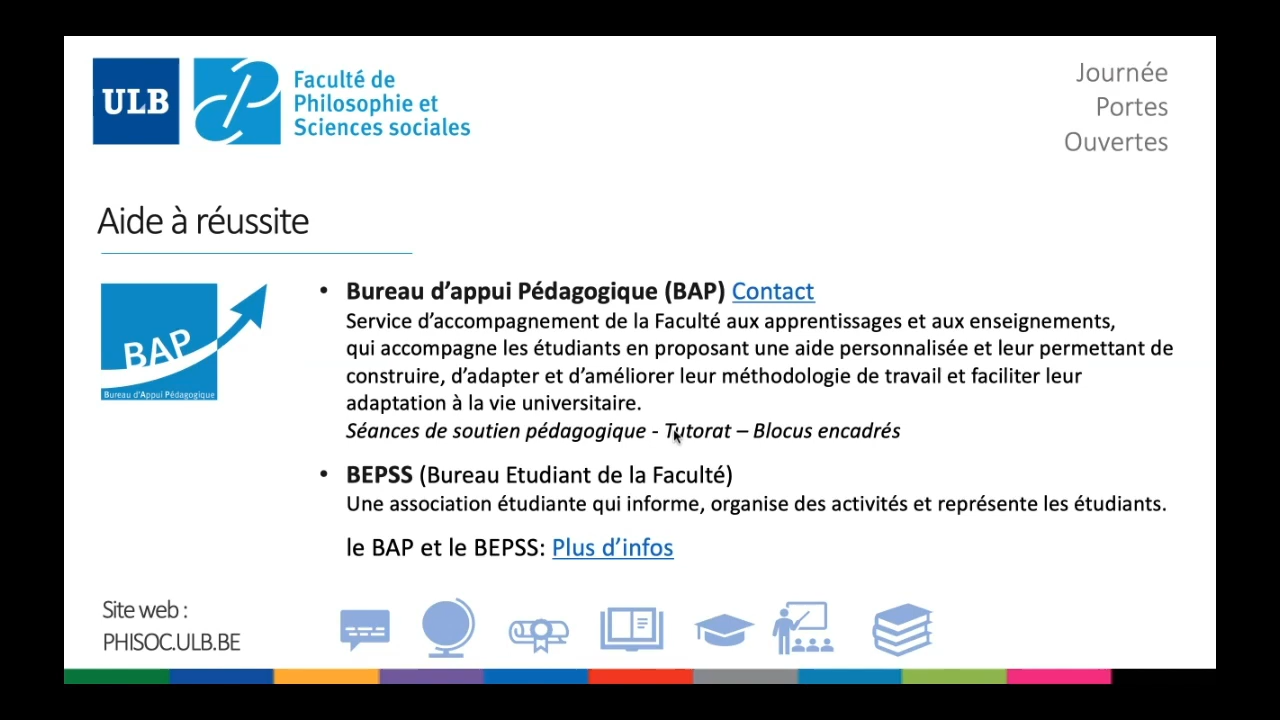 ULB
Faculté de
Philosophie et
Sciences sociales
Journée
Portes
Ouvertes
Aide à réussite
BAP
Bureau d'Appui Pédagogique
• Bureau d’appui Pédagogique (BAP) Contact
Service d’accompagnement de la Faculté aux apprentissages et aux enseignements,
qui accompagne les étudiants en proposant une aide personnalisée et leur permettant de
construire, d’adapter et d’améliorer leur méthodologie de travail et faciliter leur
adaptation à la vie universitaire.
Séances de soutien pédagogique - Tutorat – Blocus encadrés
• BEPSS (Bureau Etudiant de la Faculté)
Une association étudiante qui informe, organise des activités et représente les étudiants.
le BAP et le BEPSS: Plus d’infos
Site web :
PHISOC.ULB.BE